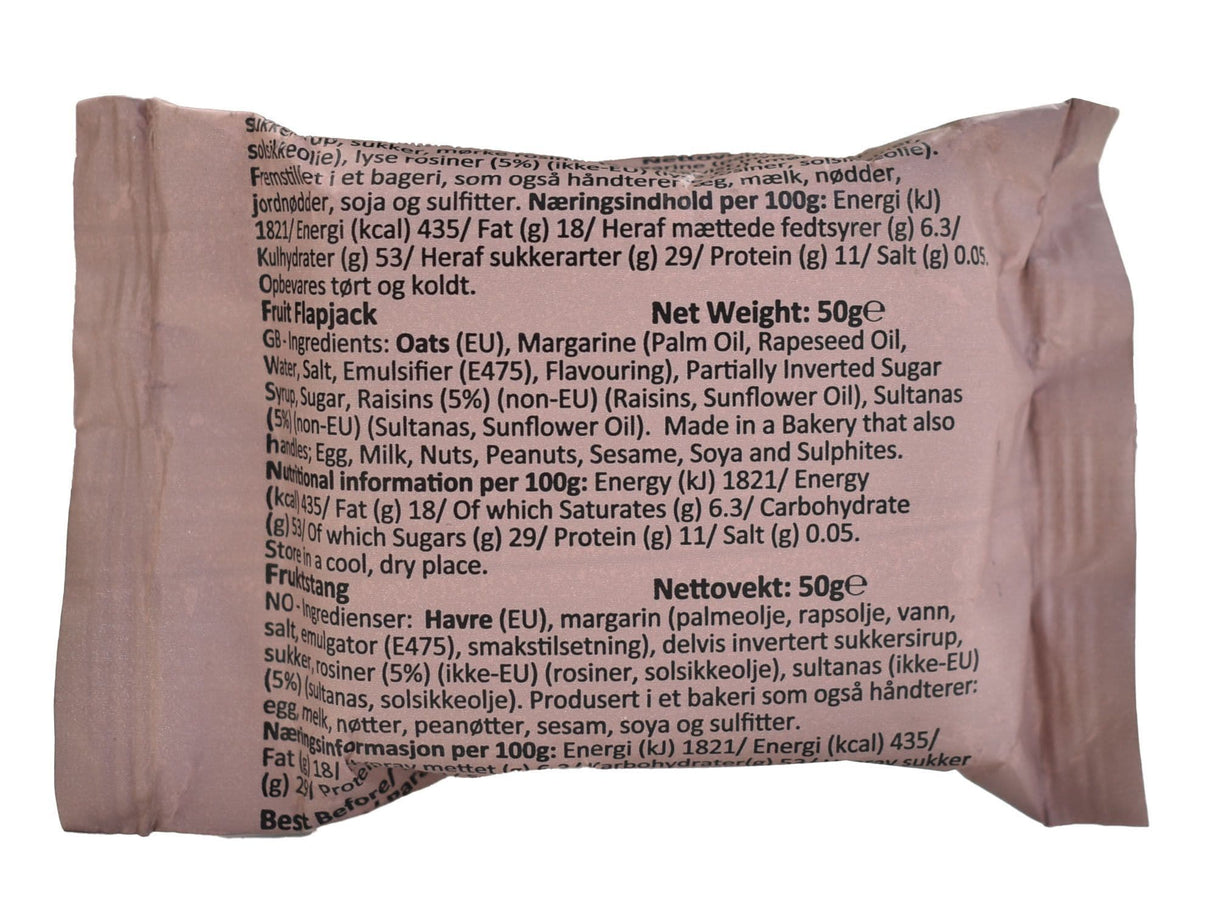 sukker, mørke
solsikkeolie), lyse rosiner (5%) (ikke-EU) solsikkeolie).
Fremstillet i et bageri, som også håndterer æg, mælk, nødder,
jordnødder, soja og sulfitter. Næringsindhold per 100g: Energi (kJ)
1821/ Energi (kcal) 435/ Fat (g) 18/ Heraf mættede fedtsyrer (g) 6.3/
Kulhydrater (g) 53/ Heraf sukkerarter (g) 29/ Protein (g) 11/ Salt (g) 0.05.
Opbevares tørt og koldt.
Fruit Flapjack Net Weight: 50g℮
GB-Ingredients: Oats (EU), Margarine (Palm Oil, Rapeseed Oil,
Water, Salt, Emulsifier (E475), Flavouring), Partially Inverted Sugar
Syrup, Sugar, Raisins (5%) (non-EU) (Raisins, Sunflower Oil), Sultanas
(5%) (non-EU) (Sultanas, Sunflower Oil). Made in a Bakery that also
handles; Egg, Milk, Nuts, Peanuts, Sesame, Soya and Sulphites.
Nutritional information per 100g: Energy (kJ) 1821/ Energy
(kcal) 435/ Fat (g) 18/ Of which Saturates (g) 6.3/ Carbohydrate
(g) 53/ Of which Sugars (g) 29/ Protein (g) 11/ Salt (g) 0.05.
Store in a cool, dry place.
Fruktstang Nettovekt: 50g℮
NO-Ingredienser: Havre (EU), margarin (palmeolje, rapsolje, vann,
salt, emulgator (E475), smakstilsetning), delvis invertert sukkersirup,
sukker, rosiner (5%) (ikke-EU) (rosiner, solsikkeolje), sultanas (ikke-EU)
(5%) (sultanas, solsikkeolje). Produsert i et bakeri som også håndterer:
egg, melk, nøtter, peanøtter, sesam, soya og sulfitter.
Næringsinformasjon per 100g: Energi (kJ) 1821/ Energi (kcal) 435/
Fat (g) 18/ mettet (g) 6.3/ Karbohydrater(g) 53/ sukker
(g) 29/
Best Before/